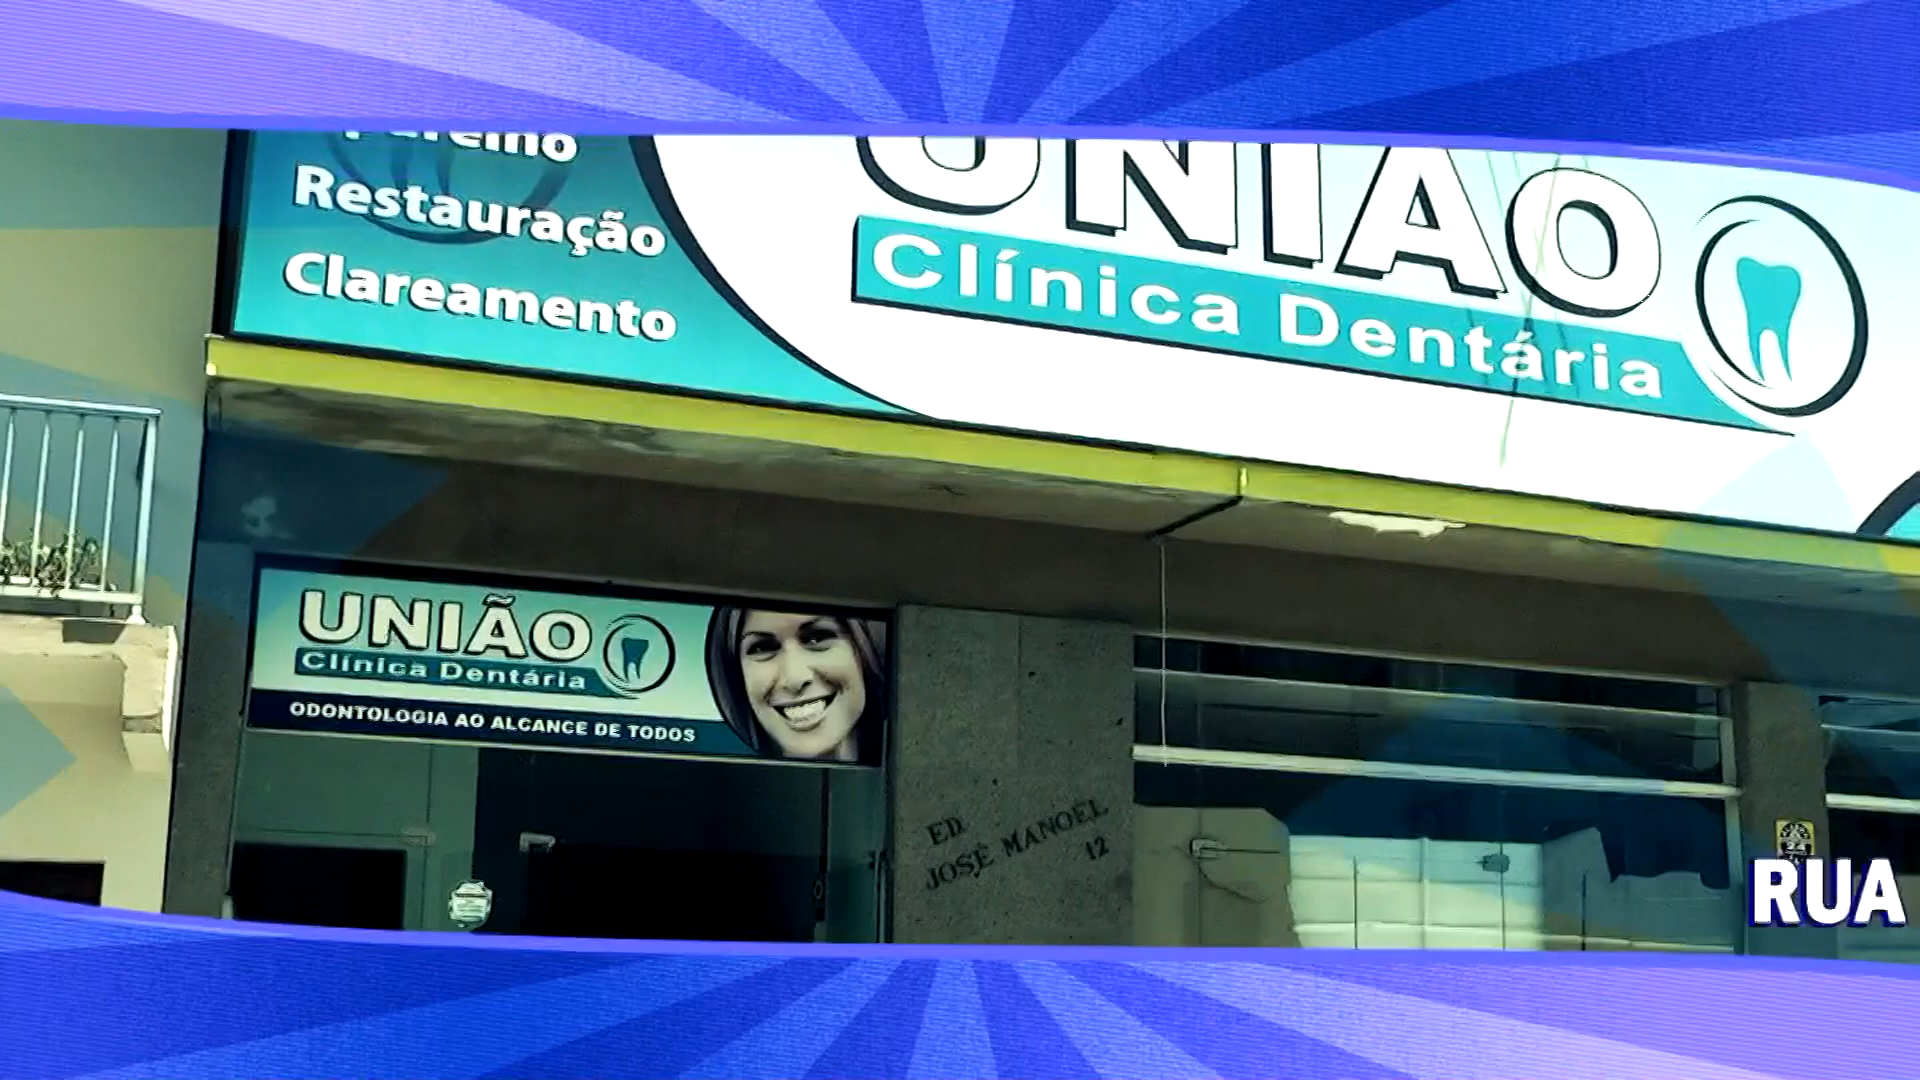 Restauração
Clareamento
UNIÃO
Clínica Dentária
UNIÃO
Clínica Dentária
ODONTOLOGIA AO ALCANCE DE TODOS
ED.
JOSÉ MANOEL
12
RUA